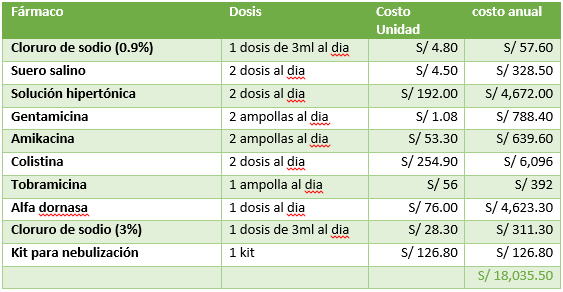 Fármaco Dosis Costo Unidad costo anual
Cloruro de sodio (0.9%) 1 dosis de 3ml al dia S/ 4.80 S/ 57.60
Suero salino 2 dosis al dia S/ 4.50 S/ 328.50
Solución hipertónica 2 dosis al dia S/ 192.00 S/ 4,672.00
Gentamicina 2 ampollas al dia S/ 1.08 S/ 788.40
Amikacina 2 ampollas al dia S/ 53.30 S/ 639.60
Colistina 2 dosis al dia S/ 254.90 S/ 6,096
Tobramicina 1 ampolla al dia S/ 56 S/ 392
Alfa dornasa 1 dosis al dia S/ 76.00 S/ 4,623.30
Cloruro de sodio (3%) 1 dosis de 3ml al dia S/ 28.30 S/ 311.30
Kit para nebulización 1 kit S/ 126.80 S/ 126.80
S/ 18,035.50